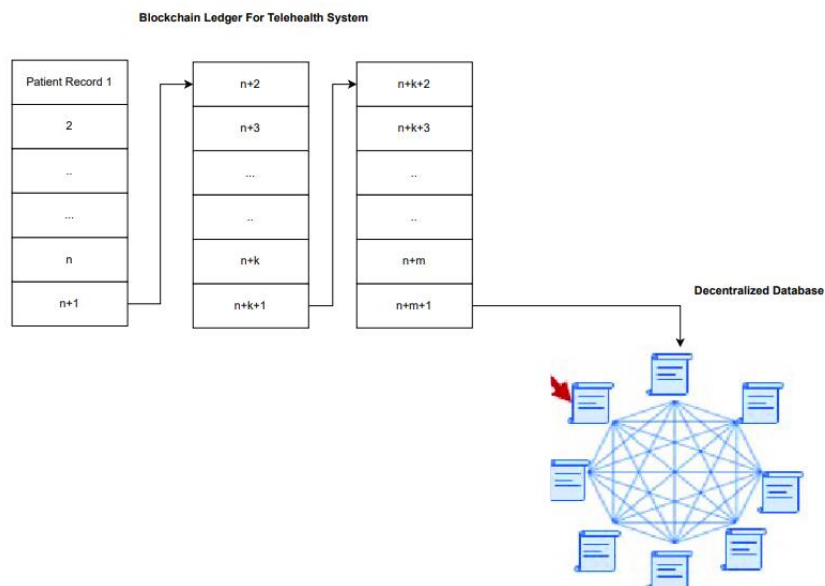 Blockchain Ledger For Telehealth System
Patient Record 1
2
..
...
n
n+1
n+2
n+3
...
..
n+k
n+k+1
n+k+2
n+k+3
..
..
n+m
n+m+1
Decentralized Database